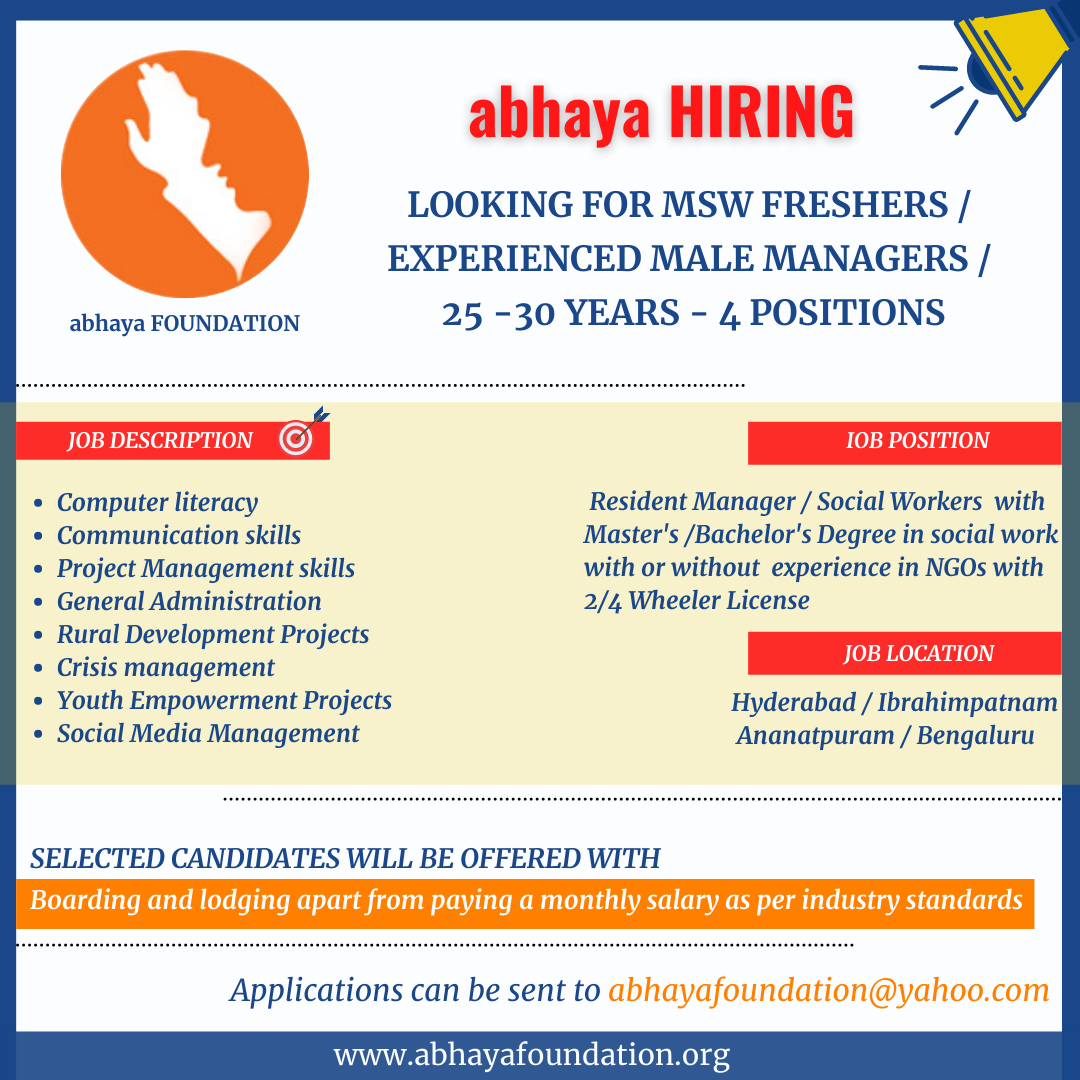 abhaya HIRING
LOOKING FOR MSW FRESHERS /
EXPERIENCED MALE MANAGERS /
25 -30 YEARS - 4 POSITIONS
abhaya FOUNDATION
JOB DESCRIPTION
• Computer literacy
• Communication skills
• Project Management skills
• General Administration
• Rural Development Projects
• Crisis management
• Youth Empowerment Projects
• Social Media Management
IOB POSITION
Resident Manager / Social Workers with
Master's /Bachelor's Degree in social work
with or without experience in NGOs with
2/4 Wheeler License
JOB LOCATION
Hyderabad / Ibrahimpatnam
Ananatpuram / Bengaluru
SELECTED CANDIDATES WILL BE OFFERED WITH
Boarding and lodging apart from paying a monthly salary as per industry standards
Applications can be sent to abhayafoundation@yahoo.com
www.abhayafoundation.org